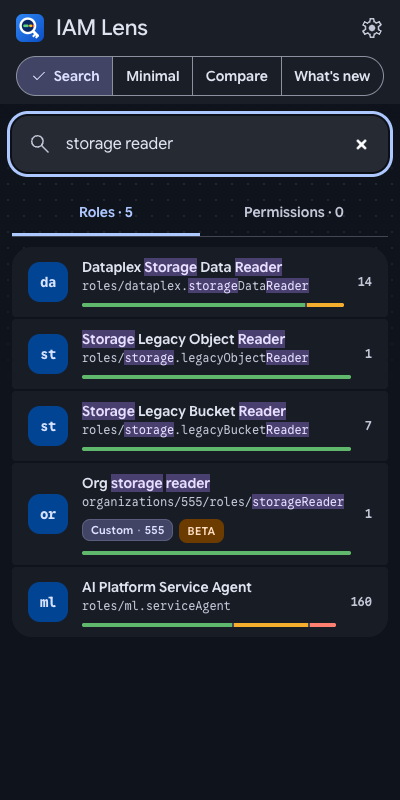 IAM Lens
Search
Minimal
Compare
What's new
storage reader
Roles · 5
Permissions · 0
da
Dataplex Storage Data Reader
roles/dataplex.storageDataReader
14
st
Storage Legacy Object Reader
roles/storage.legacyObjectReader
1
st
Storage Legacy Bucket Reader
roles/storage.legacyBucketReader
7
or
Org storage reader
organizations/555/roles/storageReader
Custom · 555
BETA
1
ml
AI Platform Service Agent
roles/ml.serviceAgent
160